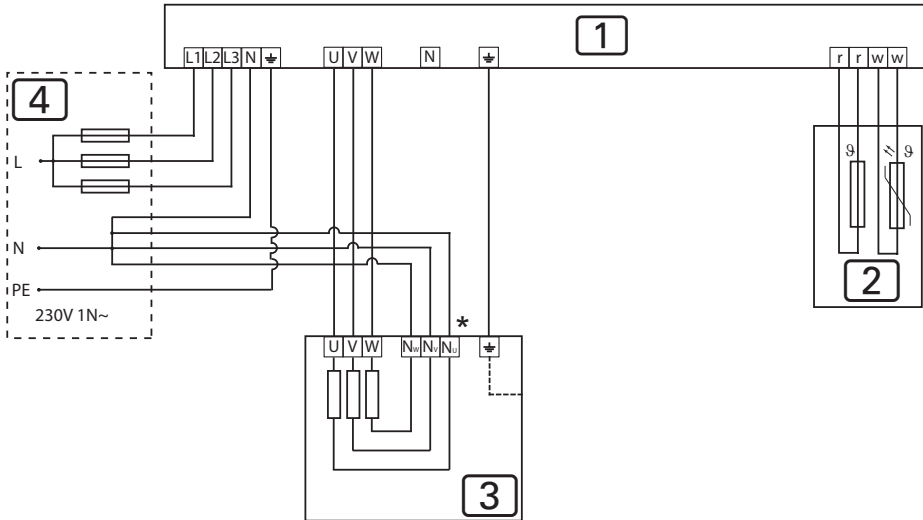 1
L1 L2 L3 N ⏚ U V W N ⏚ r r w w
4
L
ϑ ϑ
N
2
PE
230V 1N~
*
U V W Nw Nv Nu ⏚
3